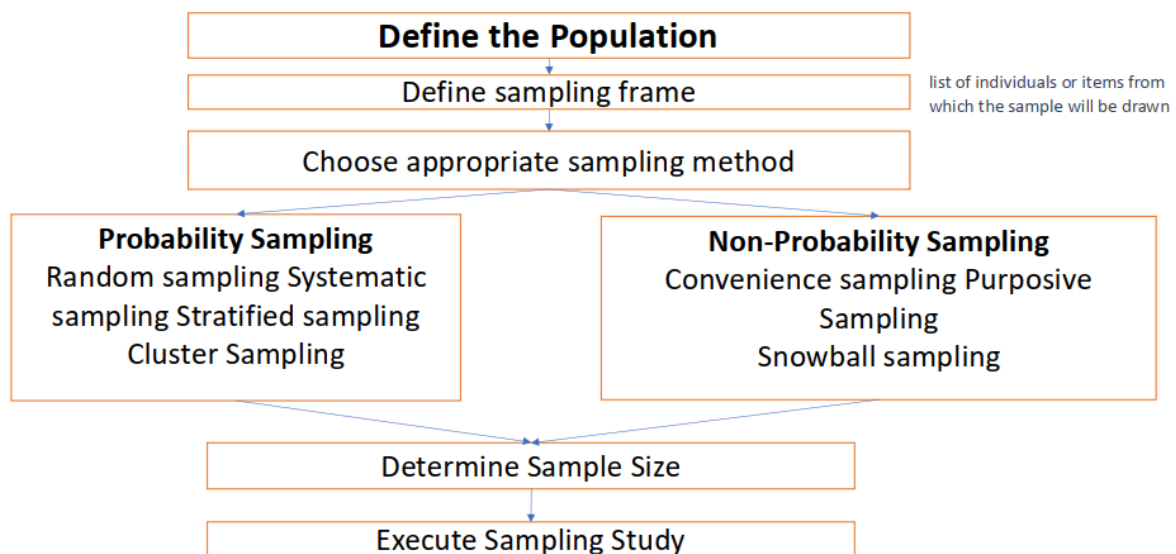 Define the Population
Define sampling frame
list of individuals or items from
which the sample will be drawn
Choose appropriate sampling method
Probability Sampling
Random sampling Systematic
sampling Stratified sampling
Cluster Sampling
Non-Probability Sampling
Convenience sampling Purposive
Sampling
Snowball sampling
Determine Sample Size
Execute Sampling Study